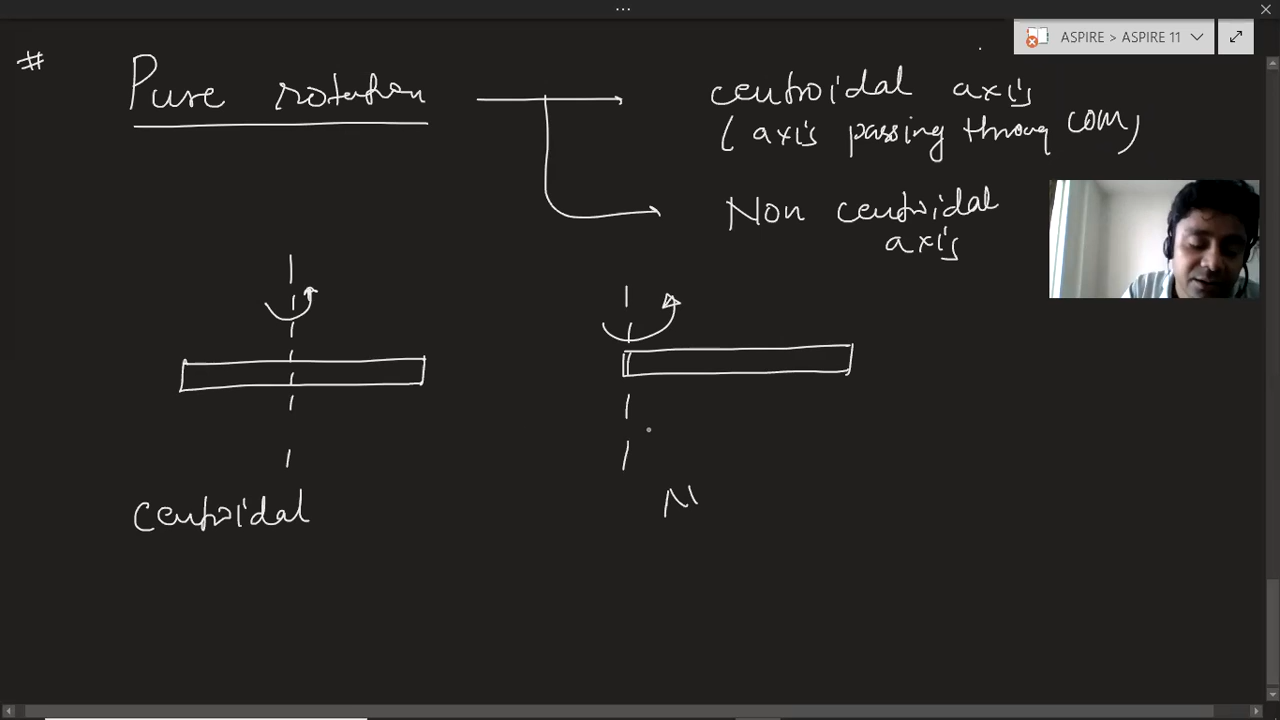 ...
ASPIRE > ASPIRE 11
# Pure rotation
centroidal axis
(axis passing throug COM)
Non centroidal
axis
centroidal
N